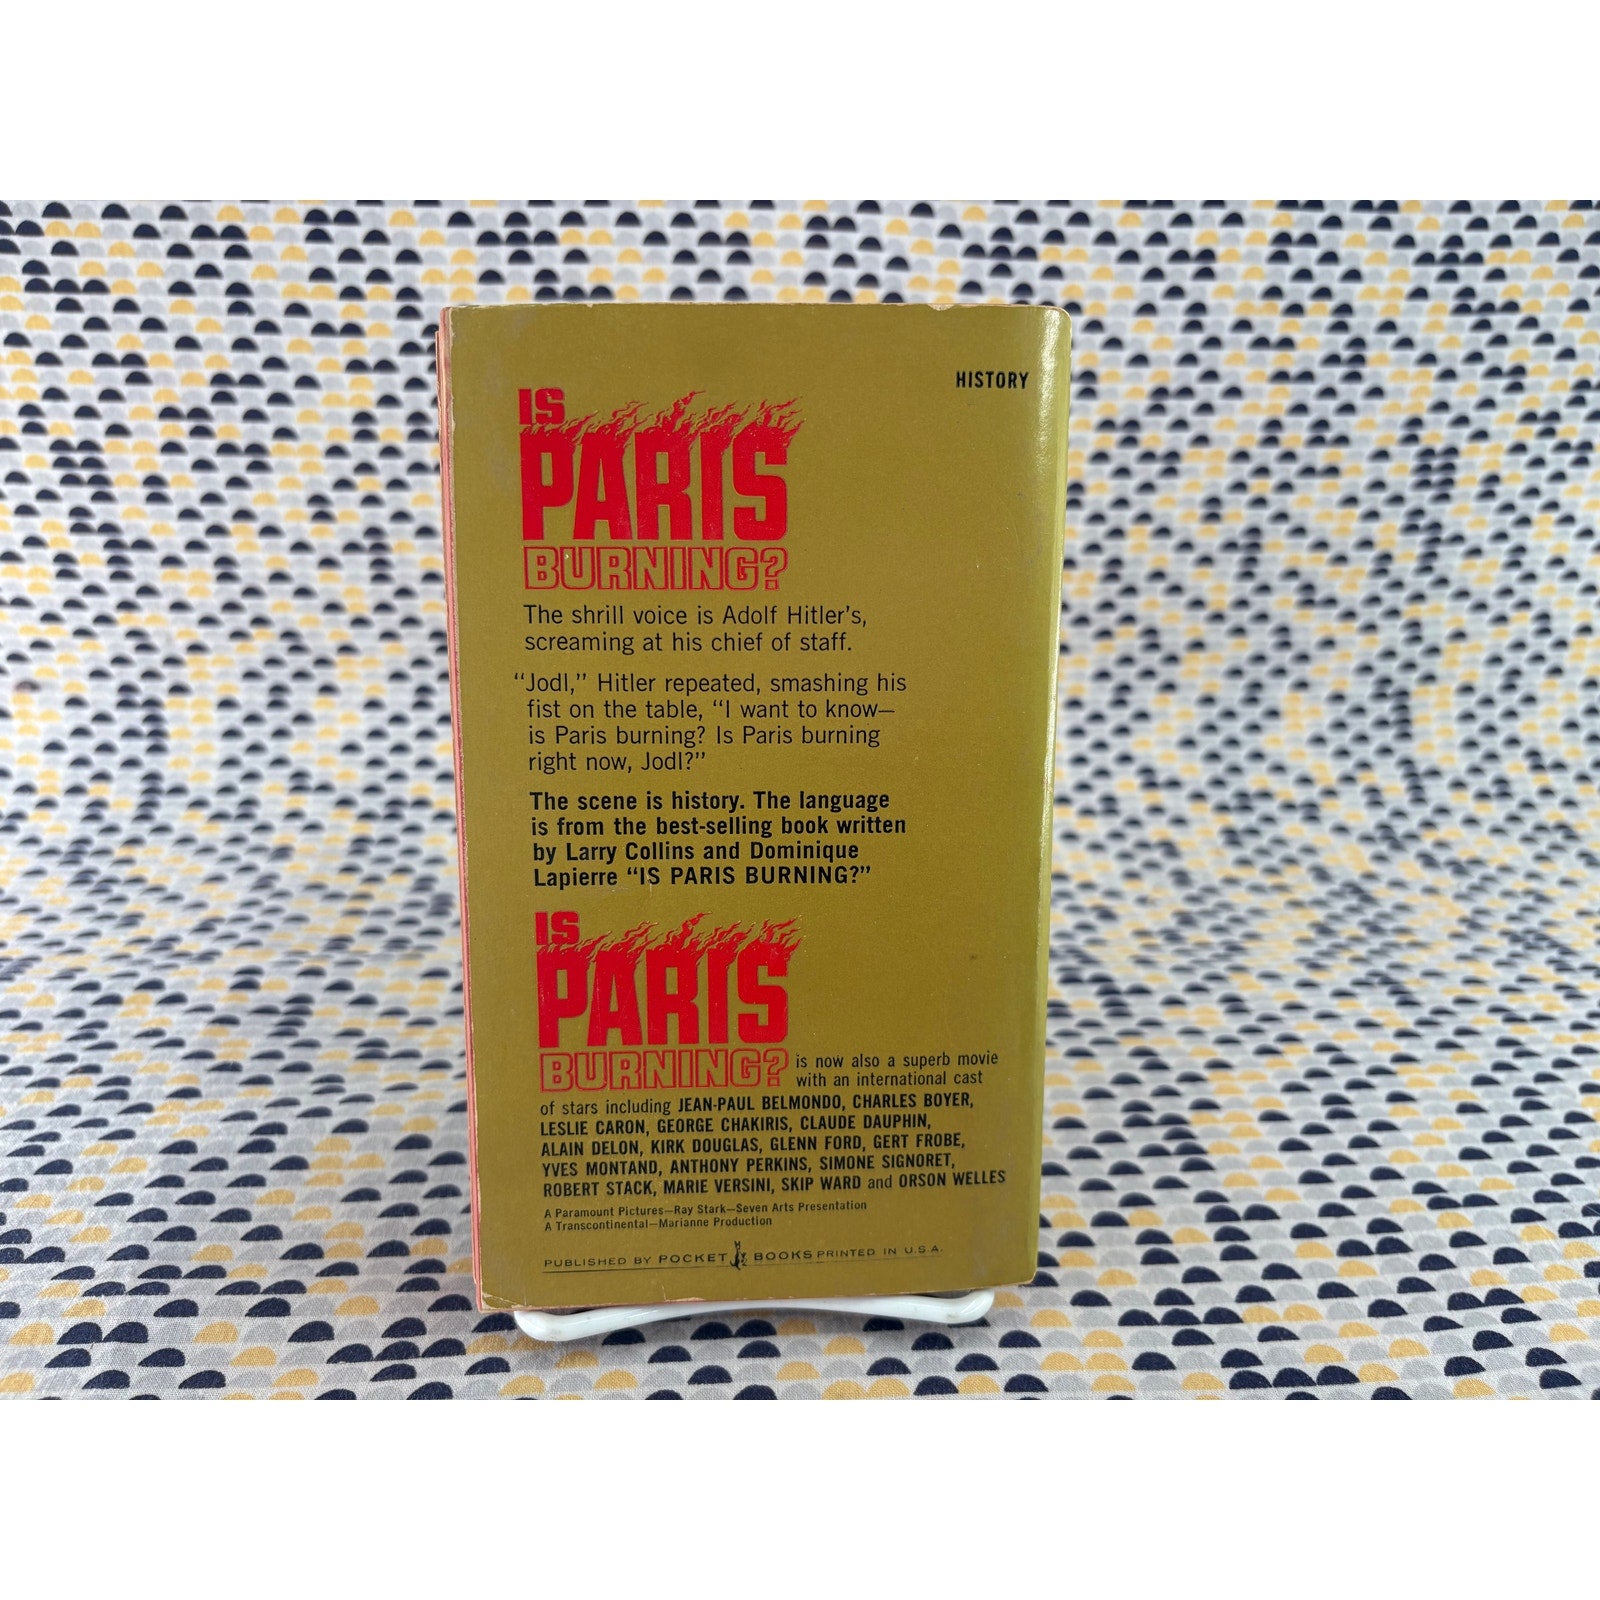 HISTORY
IS
PARIS
BURNING?
The shrill voice is Adolf Hitler's,
screaming at his chief of staff.
"Jodl," Hitler repeated, smashing his
fist on the table, "I want to know—
is Paris burning? Is Paris burning
right now, Jodl?"
The scene is history. The language
is from the best-selling book written
by Larry Collins and Dominique
Lapierre "IS PARIS BURNING?"
IS
PARIS
BURNING?
is now also a superb movie
with an international cast
of stars including JEAN-PAUL BELMONDO, CHARLES BOYER,
LESLIE CARON, GEORGE CHAKIRIS, CLAUDE DAUPHIN,
ALAIN DELON, KIRK DOUGLAS, GLENN FORD, GERT FROBE,
YVES MONTAND, ANTHONY PERKINS, SIMONE SIGNORET,
ROBERT STACK, MARIE VERSINI, SKIP WARD and ORSON WELLES
A Paramount Pictures—Ray Stark—Seven Arts Presentation
A Transcontinental—Marianne Production
PUBLISHED BY POCKET BOOKS PRINTED IN U.S.A.